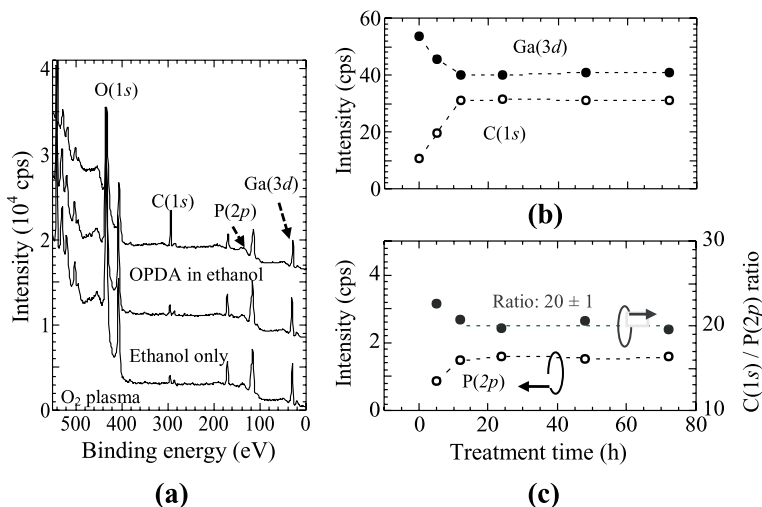 4
3
2
1
0
Intensity (10⁴ cps)
O(1s)
C(1s)
P(2p)
Ga(3d)
OPDA in ethanol
Ethanol only
O₂ plasma
500 400 300 200 100 0
Binding energy (eV)
(a)
60
40
20
0
Intensity (cps)
Ga(3d)
C(1s)
(b)
4
2
0
Intensity (cps)
30
20
10
C(1s) / P(2p) ratio
Ratio: 20 ± 1
P(2p)
0 20 40 60 80
Treatment time (h)
(c)